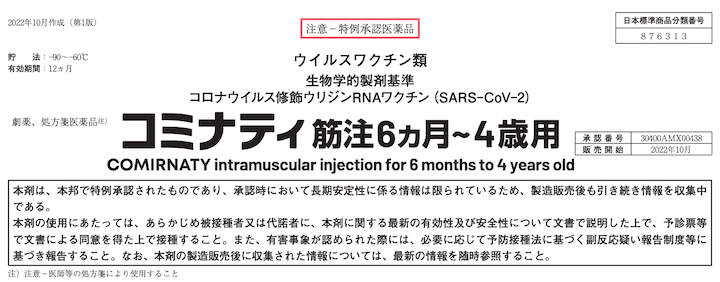 2022年10月作成（第1版）
注意－特例承認医薬品
日本標準商品分類番号
876313
貯　法：-90～-60℃
有効期間：12ヵ月
ウイルスワクチン類
生物学的製剤基準
コロナウイルス修飾ウリジンRNAワクチン（SARS-CoV-2）
劇薬、処方箋医薬品注）
コミナティ筋注6ヵ月～4歳用
COMIRNATY intramuscular injection for 6 months to 4 years old
承認番号 30400AMX00438
販売開始 2022年10月
本剤は、本邦で特例承認されたものであり、承認時において長期安定性に係る情報は限られているため、製造販売後も引き続き情報を収集中
である。
本剤の使用にあたっては、あらかじめ被接種者又は代諾者に、本剤に関する最新の有効性及び安全性について文書で説明した上で、予診票等
で文書による同意を得た上で接種すること。また、有害事象が認められた際には、必要に応じて予防接種法に基づく副反応疑い報告制度等に
基づき報告すること。なお、本剤の製造販売後に収集された情報については、最新の情報を随時参照すること。
注）注意－医師等の処方箋により使用すること